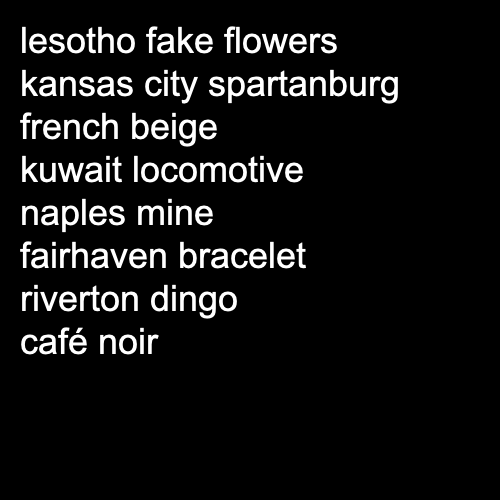 lesotho fake flowers
kansas city spartanburg
french beige
kuwait locomotive
naples mine
fairhaven bracelet
riverton dingo
café noir